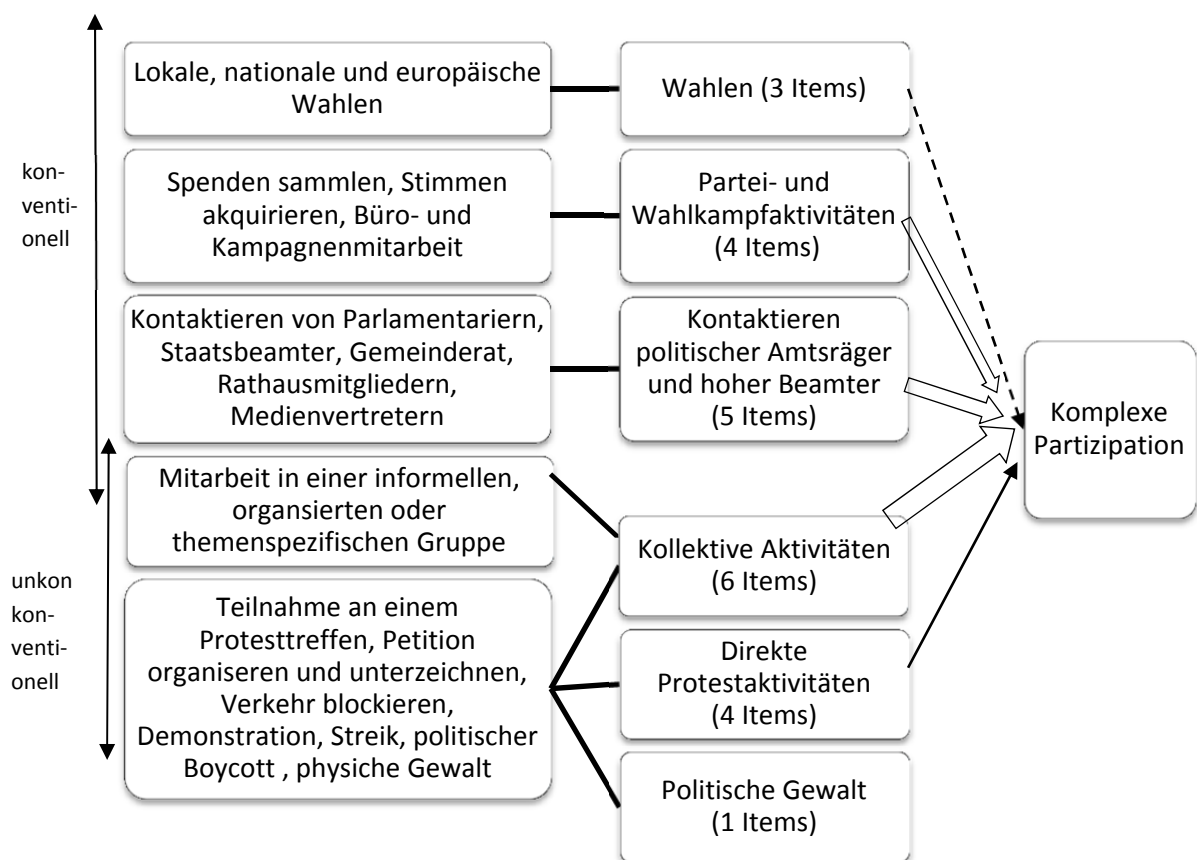 Lokale, nationale und europäische
Wahlen
Wahlen (3 Items)
kon-
venti-
onell
Spenden sammlen, Stimmen
akquirieren, Büro- und
Kampagnenmitarbeit
Partei- und
Wahlkampfaktivitäten
(4 Items)
Kontaktieren von Parlamentariern,
Staatsbeamter, Gemeinderat,
Rathausmitgliedern,
Medienvertretern
Kontaktieren
politischer Amtsräger
und hoher Beamter
(5 Items)
Komplexe
Partizipation
Mitarbeit in einer informellen,
organsierten oder
themenspezifischen Gruppe
Kollektive Aktivitäten
(6 Items)
unkon
kon-
venti-
onell
Teilnahme an einem
Protesttreffen, Petition
organiseren und unterzeichnen,
Verkehr blockieren,
Demonstration, Streik, politischer
Boycott , physiche Gewalt
Direkte
Protestaktivitäten
(4 Items)
Politische Gewalt
(1 Items)